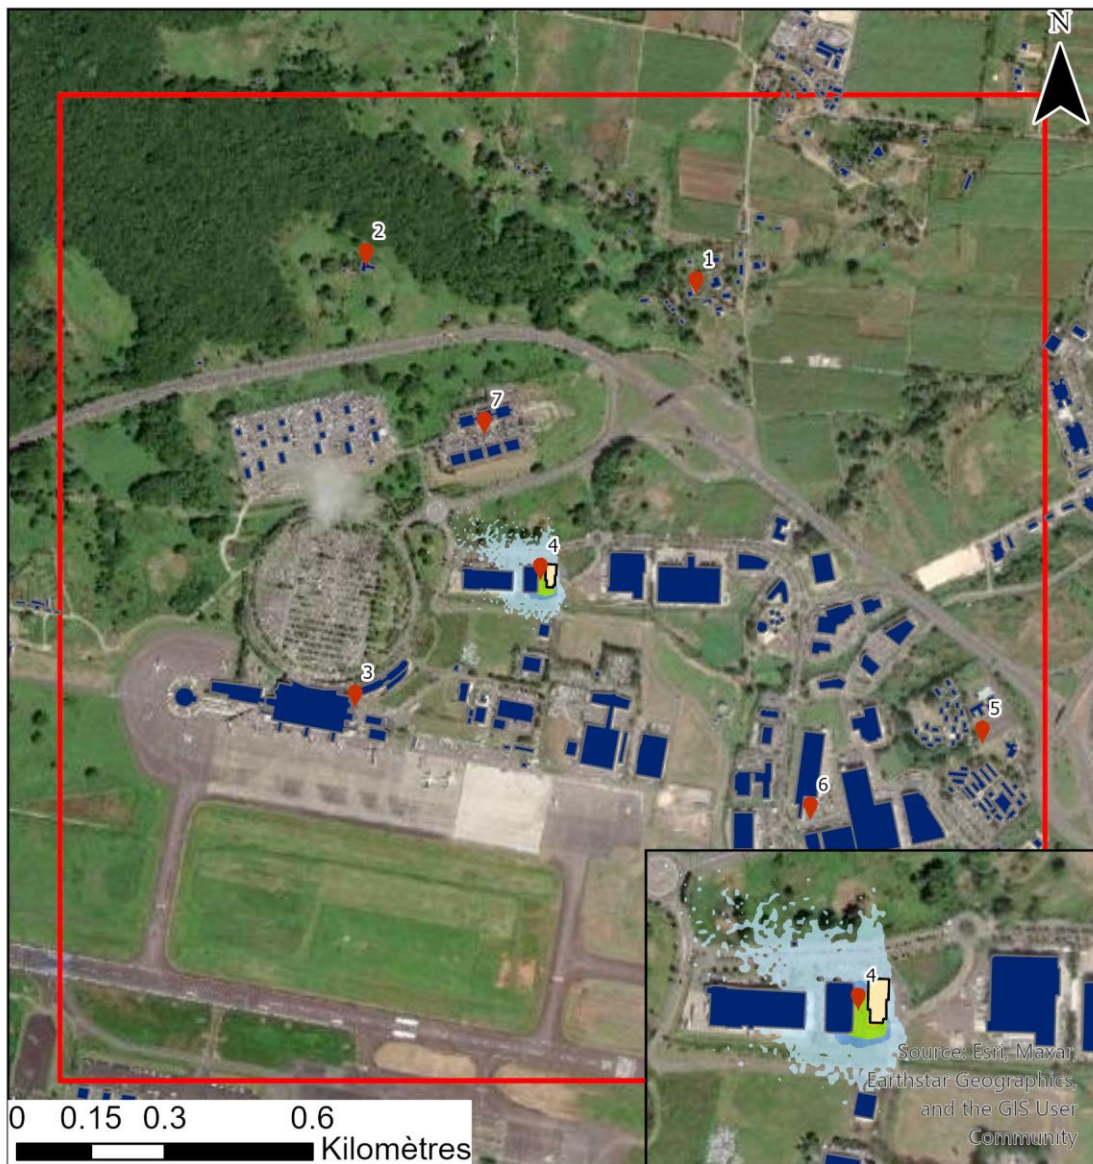 N
2
1
7
4
3
5
6
4
0 0.15 0.3 0.6
Kilomètres
Source: Esri, Maxar,
Earthstar Geographics,
and the GIS User
Community